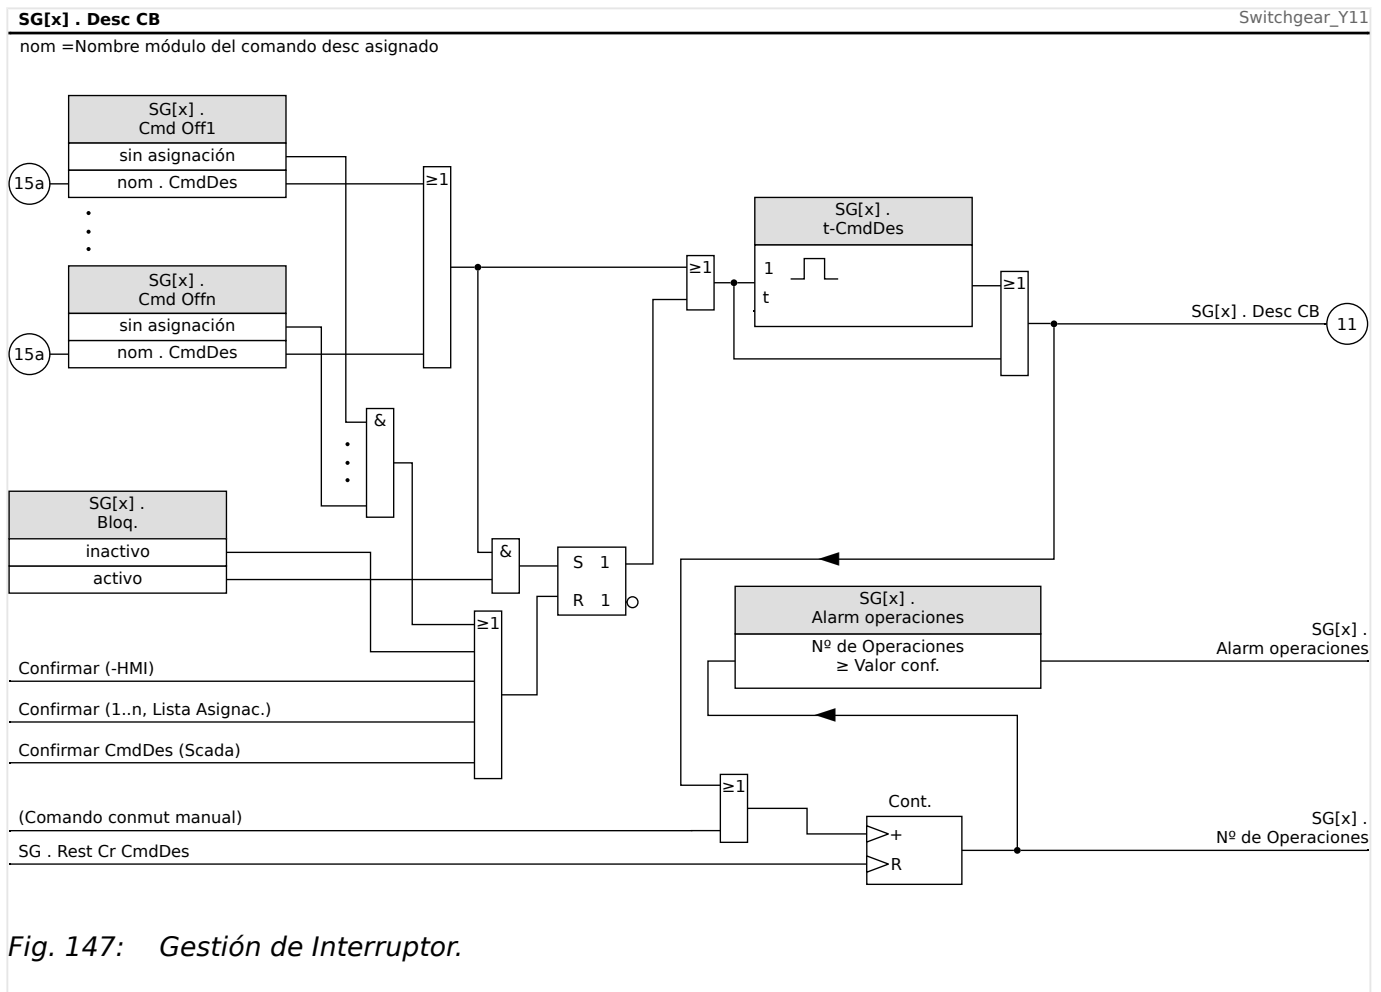 SG[x] . Desc CB
Switchgear_Y11
nom =Nombre módulo del comando desc asignado
SG[x] .
Cmd Off1
sin asignación
15a
nom . CmdDes
≥1
SG[x] .
t-CmdDes
SG[x] .
Cmd Offn
≥1
1
t
≥1
SG[x] . Desc CB
11
sin asignación
15a
nom . CmdDes
&
SG[x] .
Bloq.
inactivo
activo
&
S 1
R 1
≥1
SG[x] .
Alarm operaciones
Nº de Operaciones
≥ Valor conf.
SG[x] .
Alarm operaciones
Confirmar (-HMI)
Confirmar (1..n, Lista Asignac.)
Confirmar CmdDes (Scada)
≥1
Cont.
(Comando conmut manual)
+
SG[x] .
Nº de Operaciones
SG . Rest Cr CmdDes
R
Fig. 147: Gestión de Interruptor.